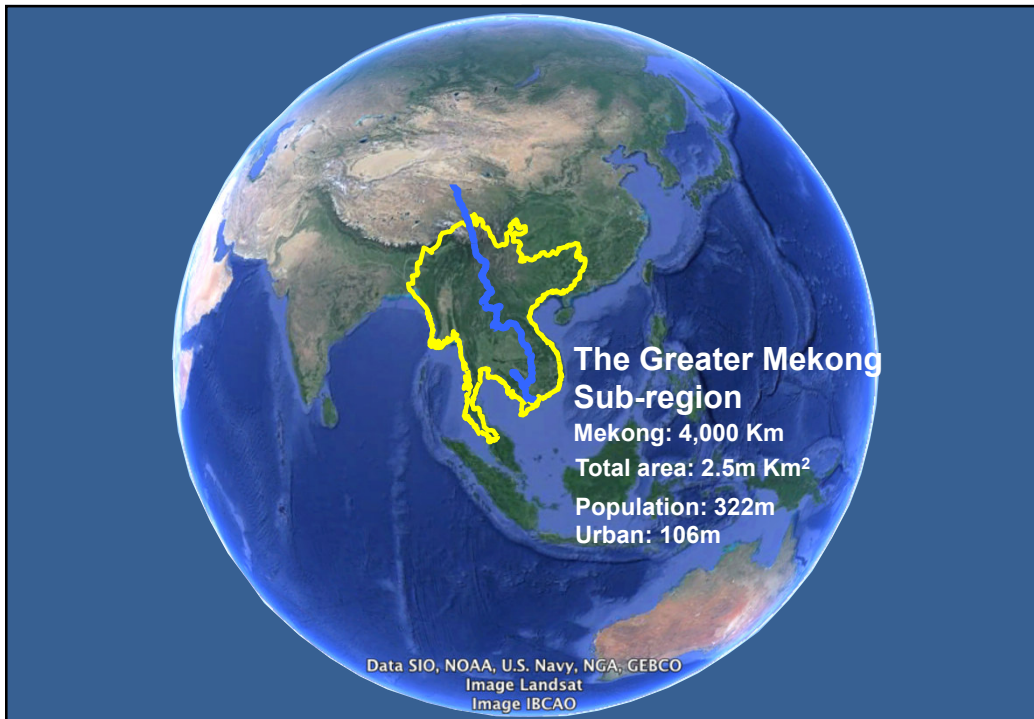 The Greater Mekong
Sub-region
Mekong: 4,000 Km
Total area: 2.5m Km²
Population: 322m
Urban: 106m
Data SIO, NOAA, U.S. Navy, NGA, GEBCO
Image Landsat
Image IBCAO